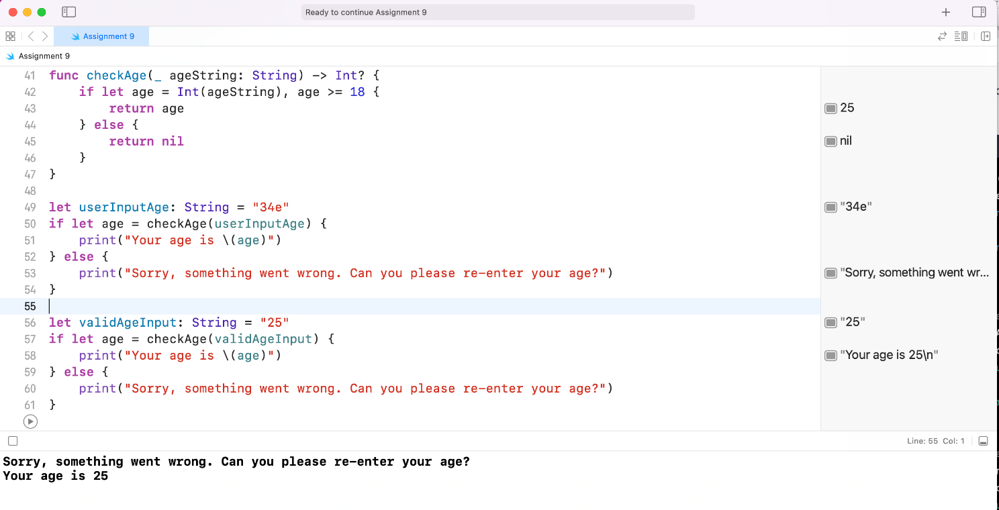 Ready to continue Assignment 9
Assignment 9
Assignment 9
41 func checkAge(_ ageString: String) -> Int? {
42     if let age = Int(ageString), age >= 18 {
43         return age
25
44     } else {
45         return nil
nil
46     }
47 }
48
49 let userInputAge: String = "34e"
"34e"
50 if let age = checkAge(userInputAge) {
51     print("Your age is \(age)")
52 } else {
53     print("Sorry, something went wrong. Can you please re-enter your age?")
"Sorry, something went wr...
54 }
55
56 let validAgeInput: String = "25"
"25"
57 if let age = checkAge(validAgeInput) {
58     print("Your age is \(age)")
"Your age is 25\n"
59 } else {
60     print("Sorry, something went wrong. Can you please re-enter your age?")
61 }
Line: 55 Col: 1
Sorry, something went wrong. Can you please re-enter your age?
Your age is 25